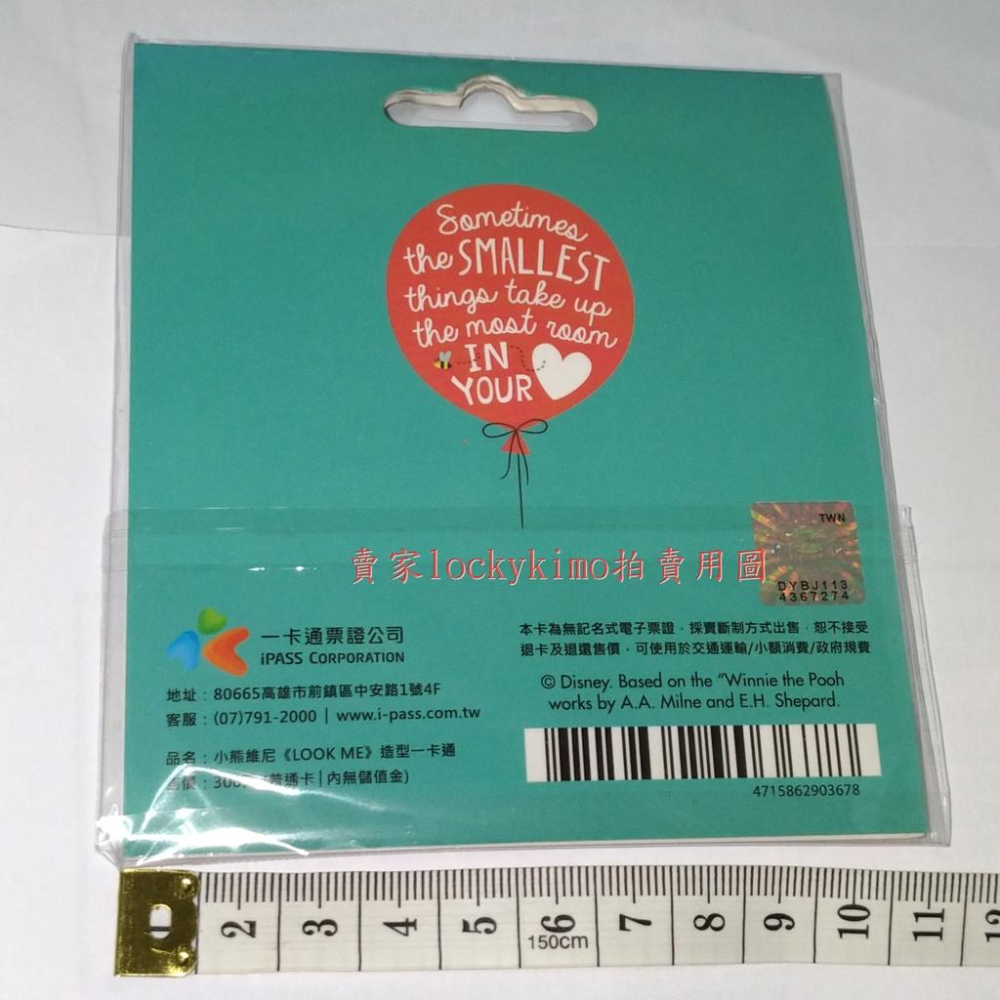 Sometimes
the SMALLEST
things take up
the most room
IN
YOUR
TWN
DYBJ113
4367274
賣家lockykimo拍賣用圖
一卡通票證公司
iPASS CORPORATION
地址：80665高雄市前鎮區中安路1號4F
客服：(07)791-2000│www.i-pass.com.tw
品名：小熊維尼《LOOK ME》造型一卡通
普通卡│內無儲值金)
本卡為無記名式電子票證，採賣斷制方式出售，恕不接受
退卡及退還售價，可使用於交通運輸/小額消費/政府規費
© Disney. Based on the "Winnie the Pooh
works by A.A. Milne and E.H. Shepard.
4715862903678
2 3 4 5 6 7 8 9 10 11 12
150cm